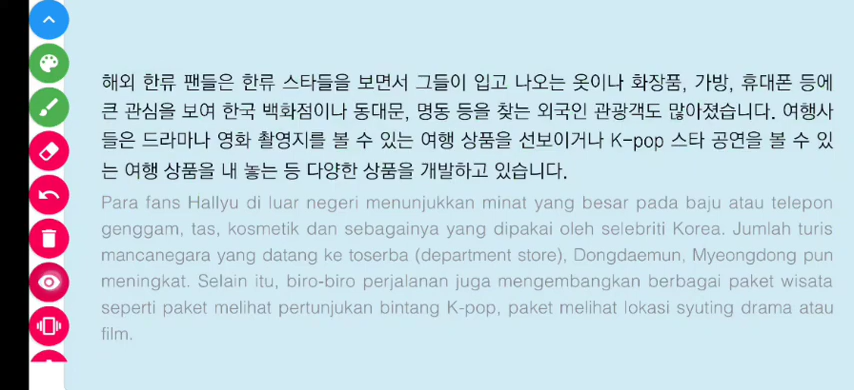 해외 한류 팬들은 한류 스타들을 보면서 그들이 입고 나오는 옷이나 화장품, 가방, 휴대폰 등에
큰 관심을 보여 한국 백화점이나 동대문, 명동 등을 찾는 외국인 관광객도 많아졌습니다. 여행사
들은 드라마나 영화 촬영지를 볼 수 있는 여행 상품을 선보이거나 K-pop 스타 공연을 볼 수 있
는 여행 상품을 내 놓는 등 다양한 상품을 개발하고 있습니다.
Para fans Hallyu di luar negeri menunjukkan minat yang besar pada baju atau telepon
genggam, tas, kosmetik dan sebagainya yang dipakai oleh selebriti Korea. Jumlah turis
mancanegara yang datang ke toserba (department store), Dongdaemun, Myeongdong pun
meningkat. Selain itu, biro-biro perjalanan juga mengembangkan berbagai paket wisata
seperti paket melihat pertunjukan bintang K-pop, paket melihat lokasi syuting drama atau
film.